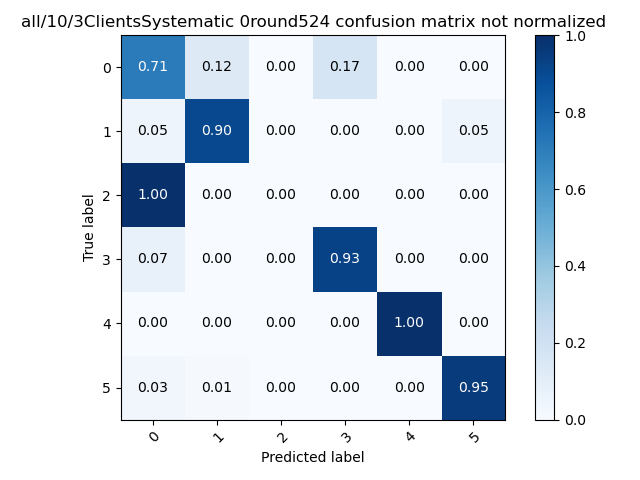 all/10/3ClientsSystematic 0round524 confusion matrix not normalized
0 0.71 0.12 0.00 0.17 0.00 0.00
1 0.05 0.90 0.00 0.00 0.00 0.05
2 1.00 0.00 0.00 0.00 0.00 0.00
3 0.07 0.00 0.00 0.93 0.00 0.00
4 0.00 0.00 0.00 0.00 1.00 0.00
5 0.03 0.01 0.00 0.00 0.00 0.95
0 1 2 3 4 5
True label
Predicted label
1.0
0.8
0.6
0.4
0.2
0.0